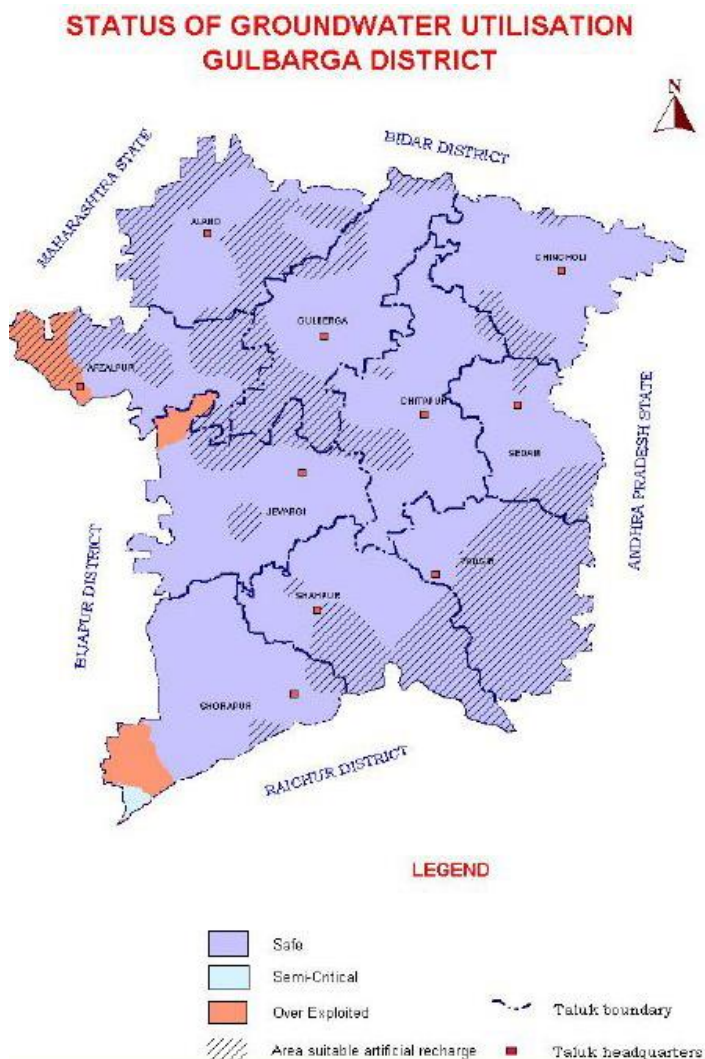 STATUS OF GROUNDWATER UTILISATION
GULBARGA DISTRICT
N
BIDAR DISTRICT
MAHARASHTRA STATE
ALAND
CHINCHOLI
GULBERGA
AFZALPUR
CHITAPUR
SEDAM
ANDHRA PRADESH STATE
JEVARGI
YADGIR
SHAHPUR
BIJAPUR DISTRICT
SHORAPUR
RAICHUR DISTRICT
LEGEND
Safe
Semi-Critical
Over Exploited
Taluk boundary
Area suitable artificial recharge
Taluk headquarters